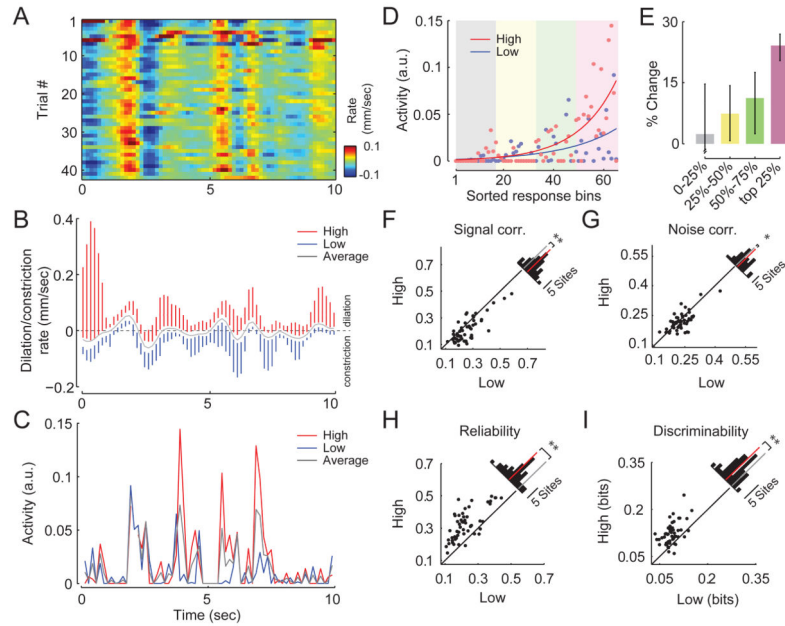 A
Trial #
1
10
20
30
40
0
5
10
Rate
(mm/sec)
0.1
-0.1
B
Dilation/constriction
rate (mm/sec)
0.4
0.2
0
−0.2
0
5
10
High
Low
Average
constriction
dilation
C
Activity (a.u.)
0.15
0.1
0.05
0
0
5
10
Time (sec)
High
Low
Average
D
Activity (a.u.)
0.15
0.1
0.05
0
1
20
40
60
Sorted response bins
High
Low
E
% Change
30
15
0
0-25%
25%-50%
50%-75%
top 25%
F
Signal corr.
High
0.7
0.5
0.3
0.1
0.1
0.3
0.5
0.7
Low
5 Sites
**
G
Noise corr.
High
0.55
0.35
0.25
0.1
0.1
0.25
0.4
0.55
Low
5 Sites
*
H
Reliability
High
0.7
0.5
0.3
0.1
0.1
0.3
0.5
0.7
Low
5 Sites
**
I
Discriminability
High (bits)
0.35
0.15
0.05
0.05
0.2
0.35
Low (bits)
5 Sites
**